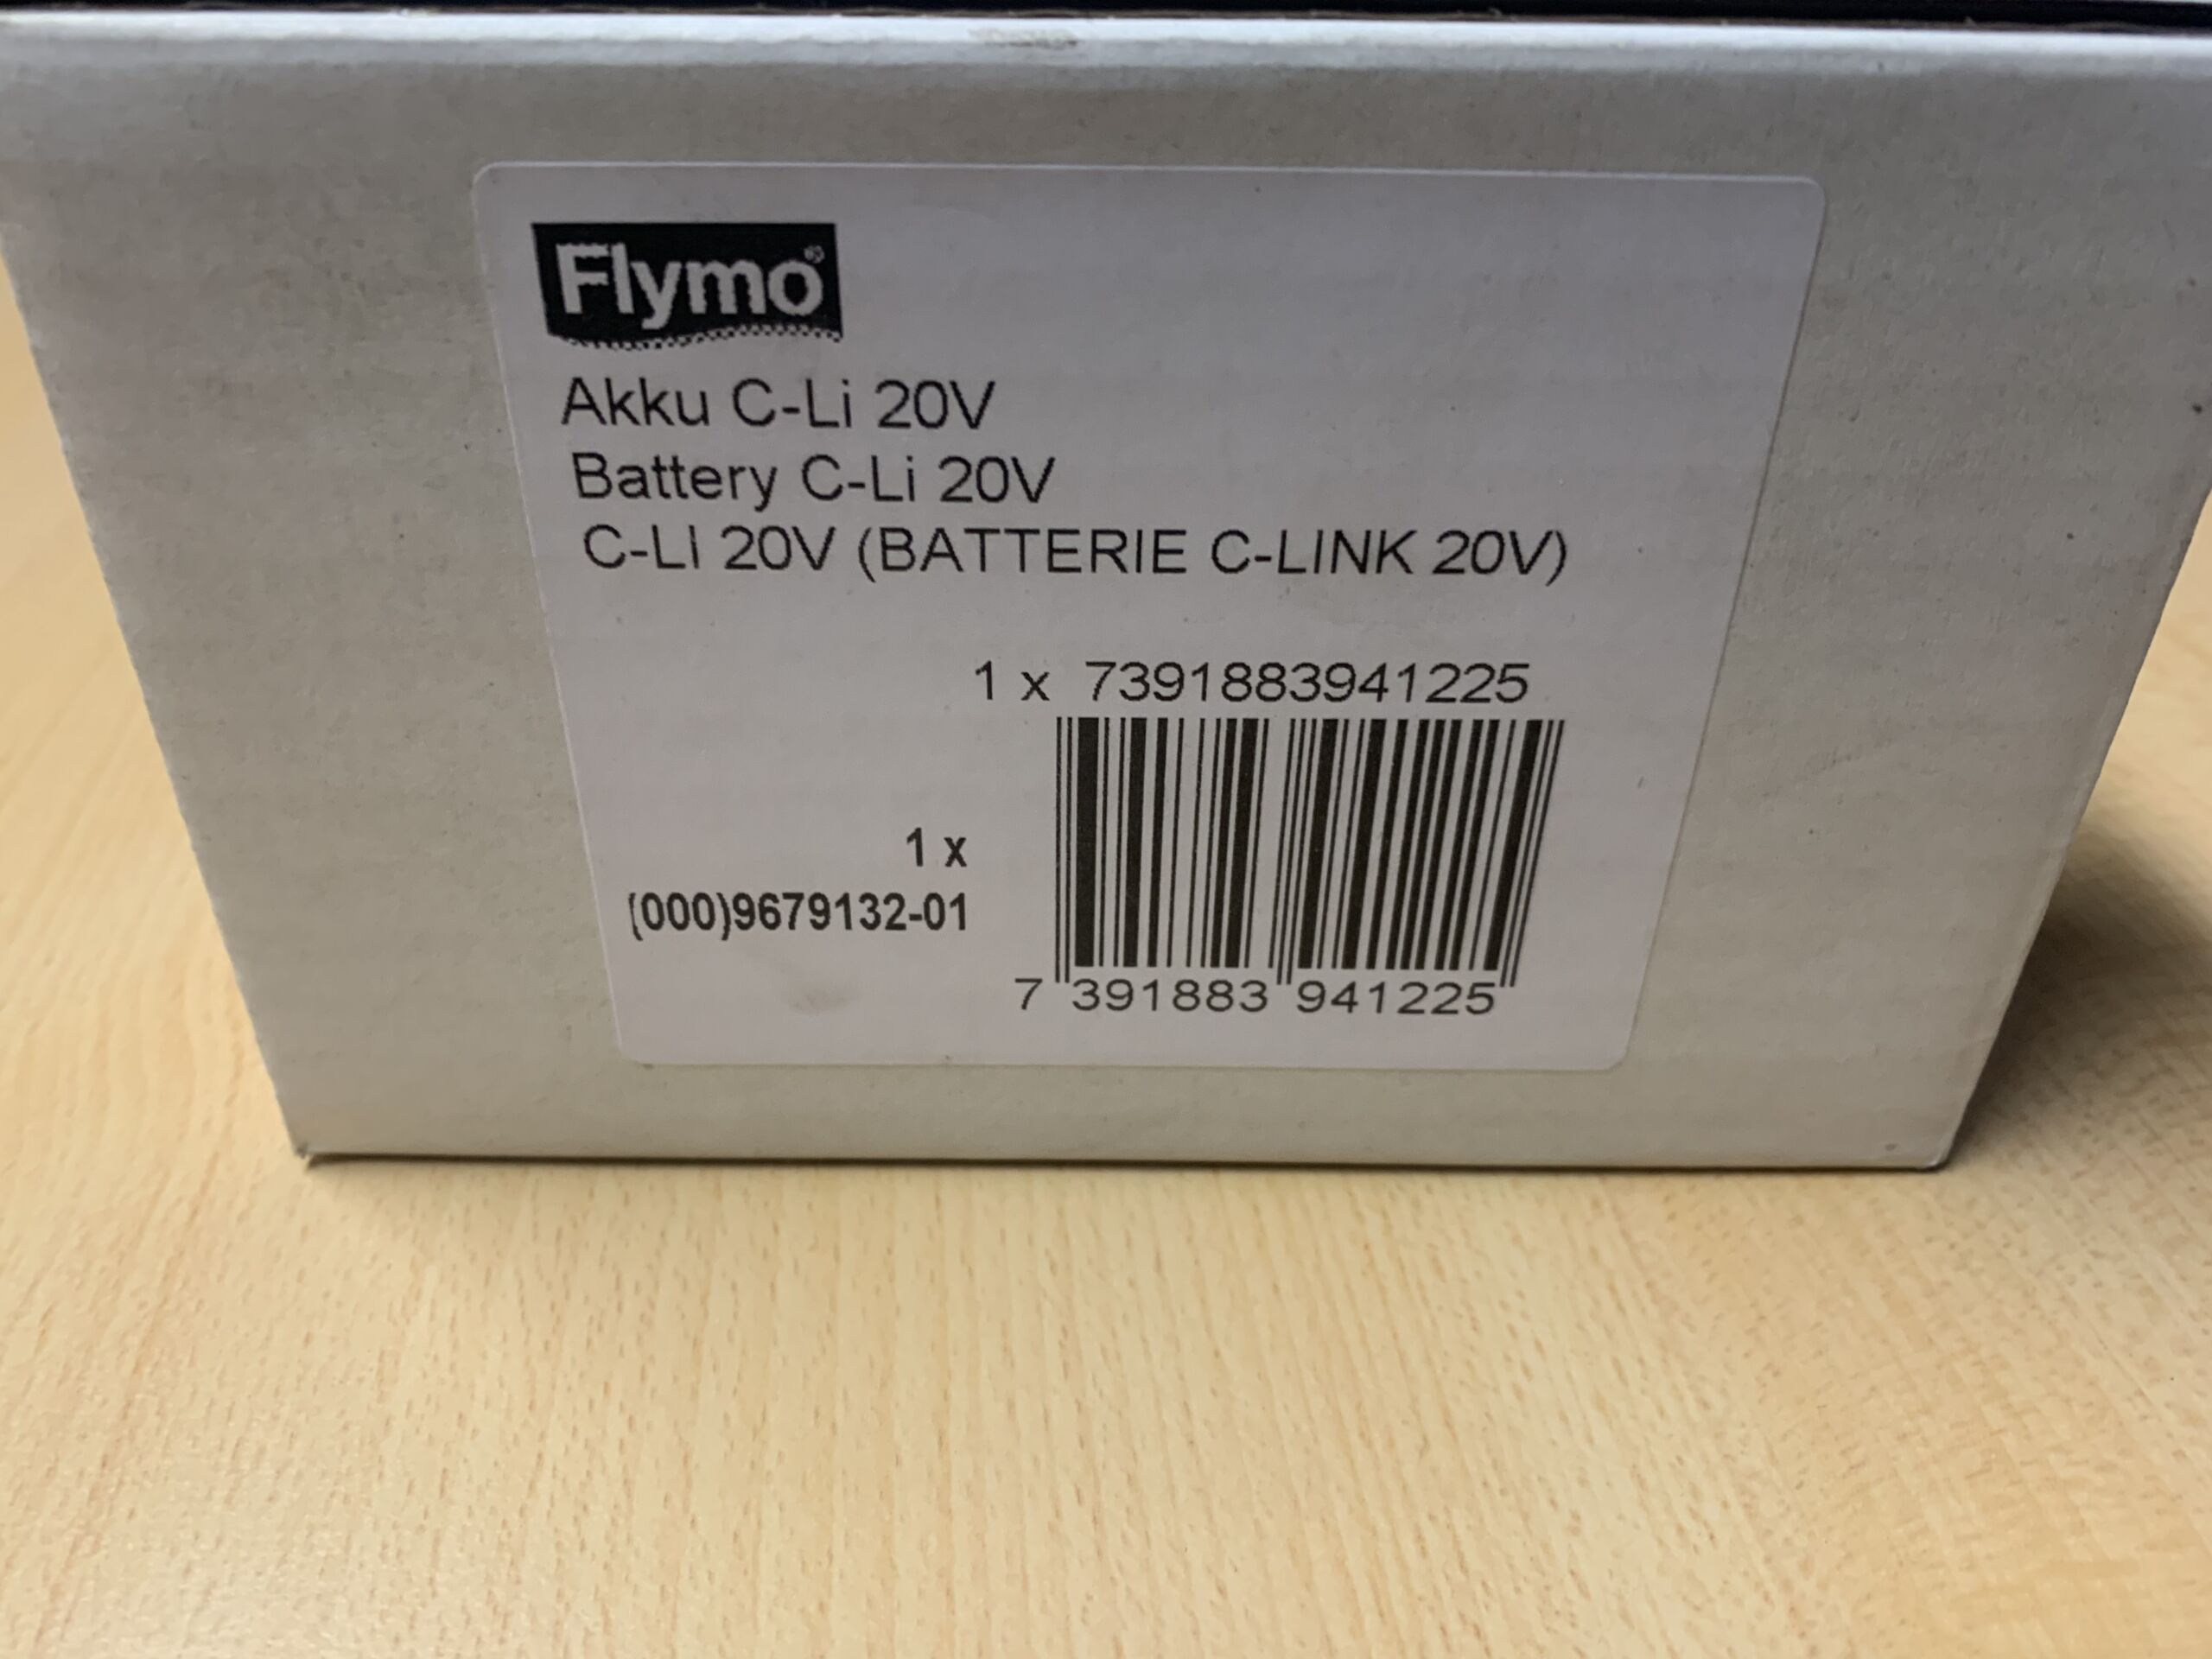 Flymo®
Akku C-Li 20V
Battery C-Li 20V
C-LI 20V (BATTERIE C-LINK 20V)
1 x 7391883941225
1 x
(000)9679132-01
7 391883 941225